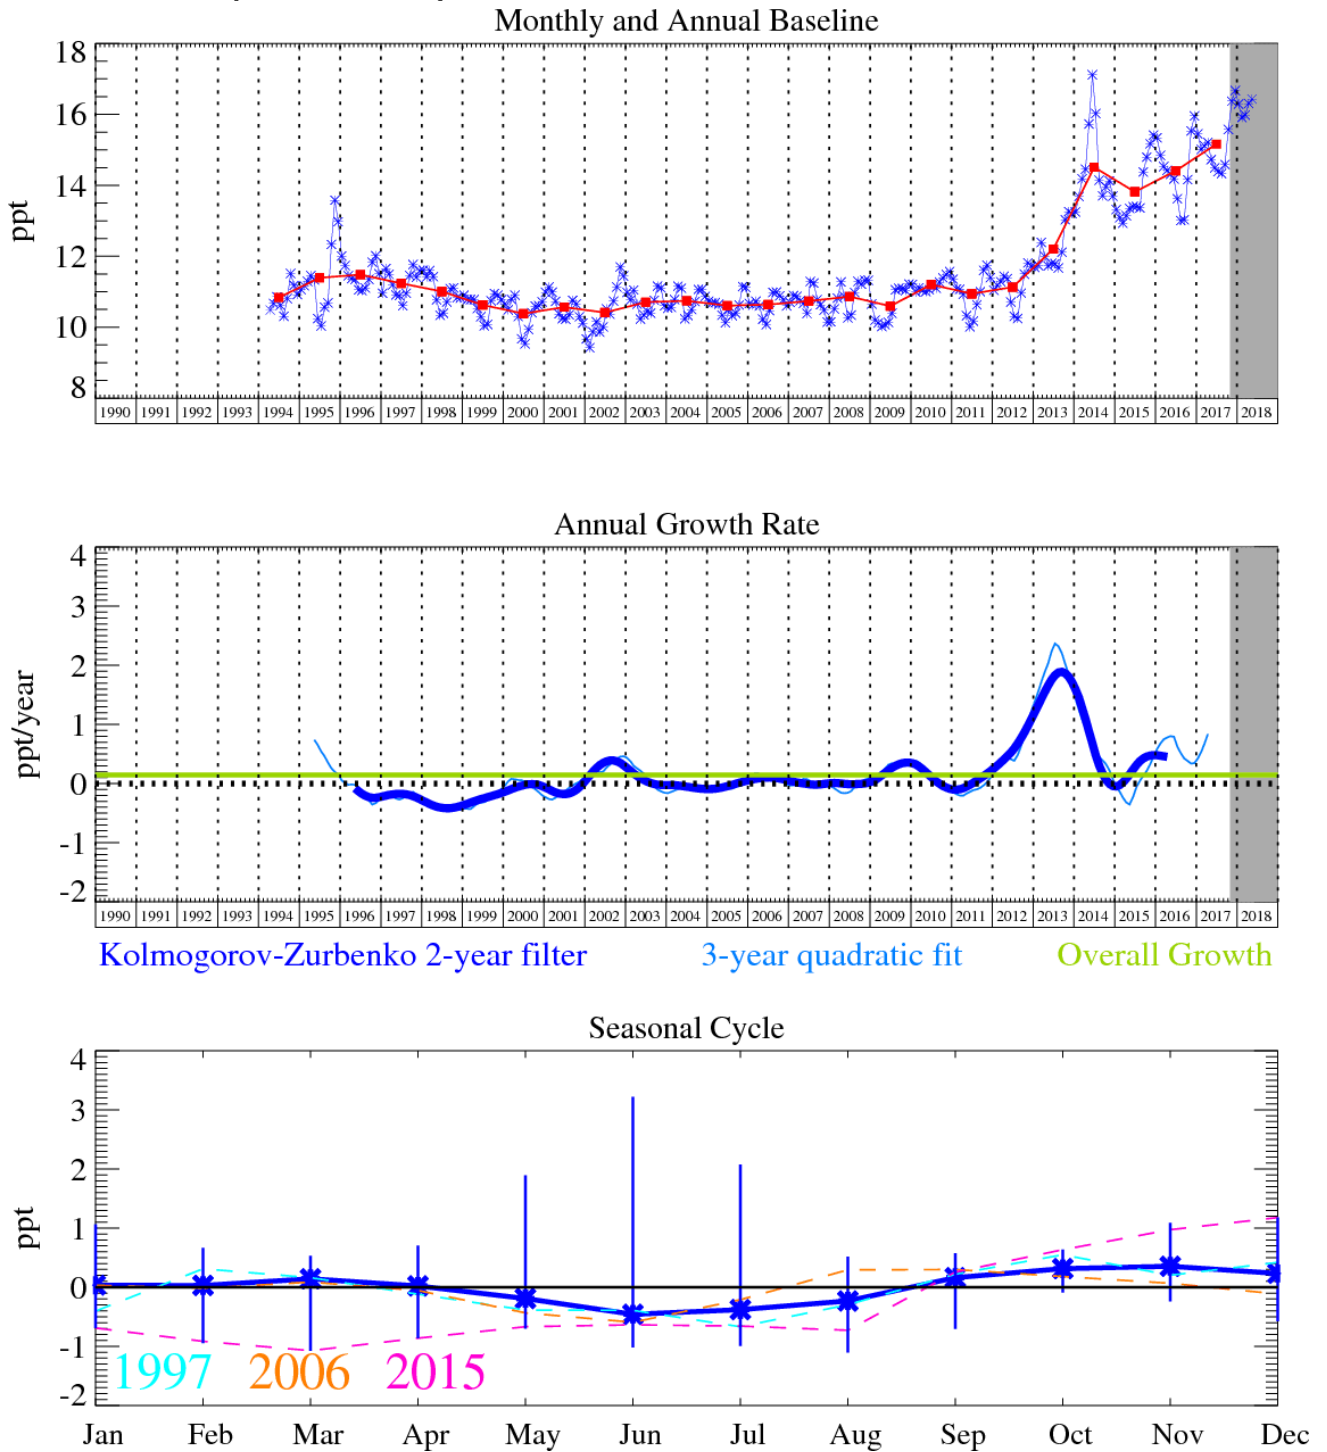 Monthly and Annual Baseline
18
16
14
12
10
8
ppt
1990 1991 1992 1993 1994 1995 1996 1997 1998 1999 2000 2001 2002 2003 2004 2005 2006 2007 2008 2009 2010 2011 2012 2013 2014 2015 2016 2017 2018
Annual Growth Rate
4
3
2
1
0
-1
-2
ppt/year
1990 1991 1992 1993 1994 1995 1996 1997 1998 1999 2000 2001 2002 2003 2004 2005 2006 2007 2008 2009 2010 2011 2012 2013 2014 2015 2016 2017 2018
Kolmogorov-Zurbenko 2-year filter 3-year quadratic fit Overall Growth
Seasonal Cycle
4
3
2
1
0
-1
-2
ppt
1997 2006 2015
Jan Feb Mar Apr May Jun Jul Aug Sep Oct Nov Dec